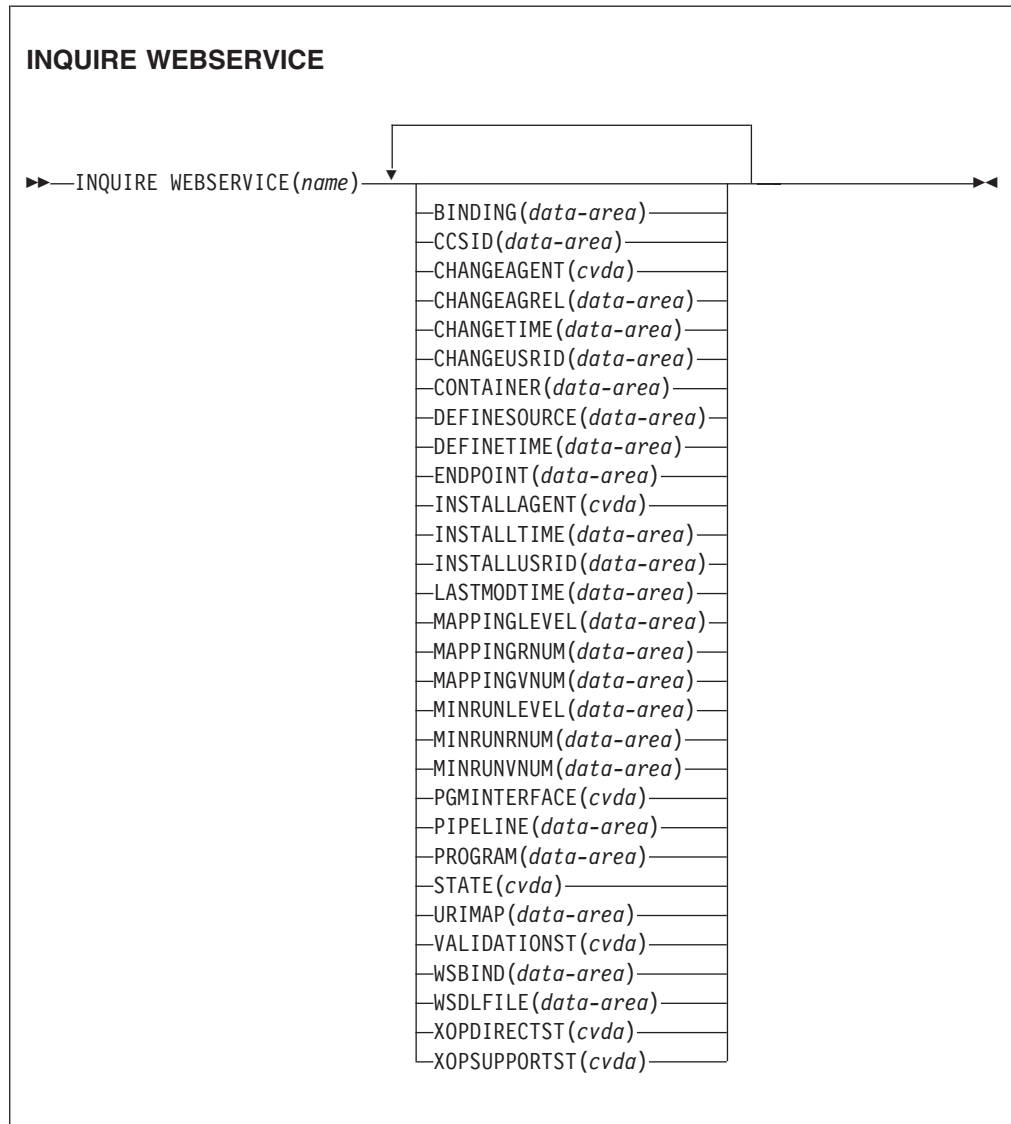 INQUIRE WEBSERVICE
INQUIRE WEBSERVICE(name)
BINDING(data-area)
CCSID(data-area)
CHANGEAGENT(cvda)
CHANGEAGREL(data-area)
CHANGETIME(data-area)
CHANGEUSRID(data-area)
CONTAINER(data-area)
DEFINESOURCE(data-area)
DEFINETIME(data-area)
ENDPOINT(data-area)
INSTALLAGENT(cvda)
INSTALLTIME(data-area)
INSTALLUSRID(data-area)
LASTMODTIME(data-area)
MAPPINGLEVEL(data-area)
MAPPINGRNUM(data-area)
MAPPINGVNUM(data-area)
MINRUNLEVEL(data-area)
MINRUNRNUM(data-area)
MINRUNVNUM(data-area)
PGMINTERFACE(cvda)
PIPELINE(data-area)
PROGRAM(data-area)
STATE(cvda)
URIMAP(data-area)
VALIDATIONST(cvda)
WSBIND(data-area)
WSDLFILE(data-area)
XOPDIRECTST(cvda)
XOPSUPPORTST(cvda)